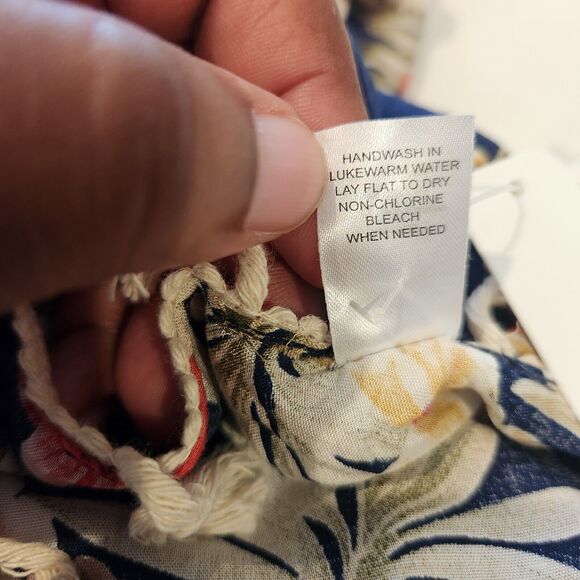 HANDWASH IN
LUKEWARM WATER
LAY FLAT TO DRY
NON-CHLORINE
BLEACH
WHEN NEEDED